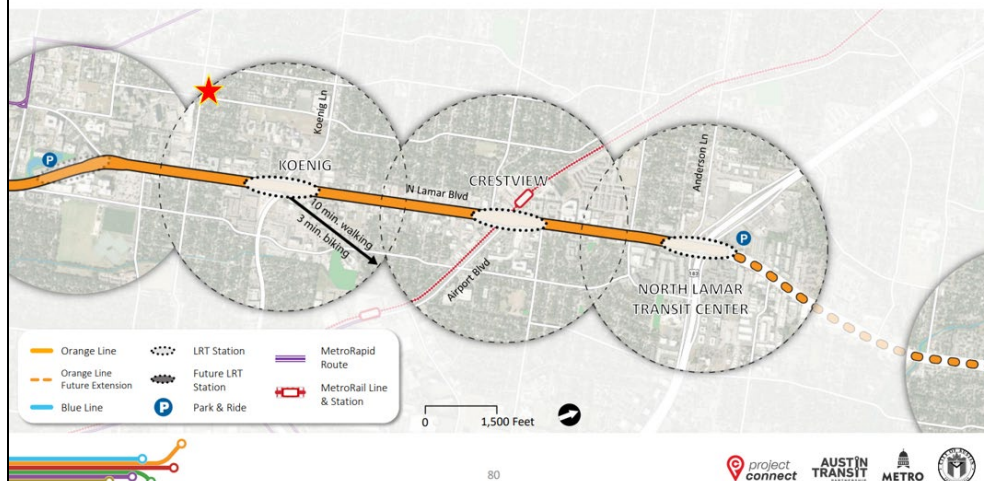 Koenig Ln
KOENIG
N Lamar Blvd
CRESTVIEW
Anderson Ln
P
P
10 min. walking
3 min. biking
Airport Blvd
183
NORTH LAMAR
TRANSIT CENTER
Orange Line
Orange Line
Future Extension
Blue Line
LRT Station
Future LRT
Station
P Park & Ride
MetroRapid
Route
MetroRail Line
& Station
0 1,500 Feet
80
project
connect
AUSTIN
TRANSIT
PARTNERSHIP
METRO